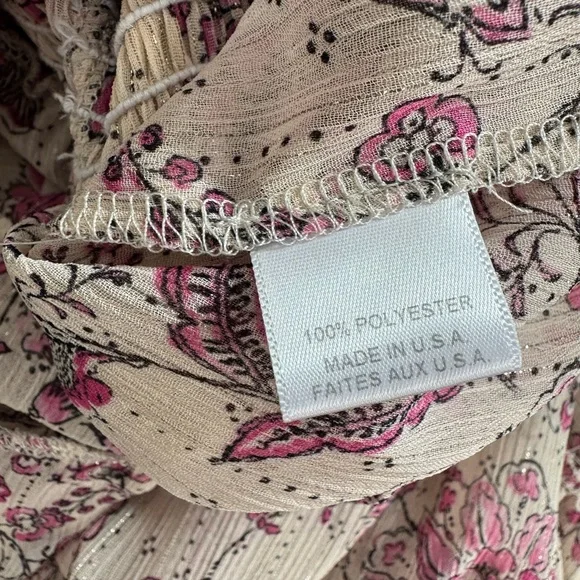 100% POLYESTER
MADE IN U.S.A.
FAITES AUX U.S.A.